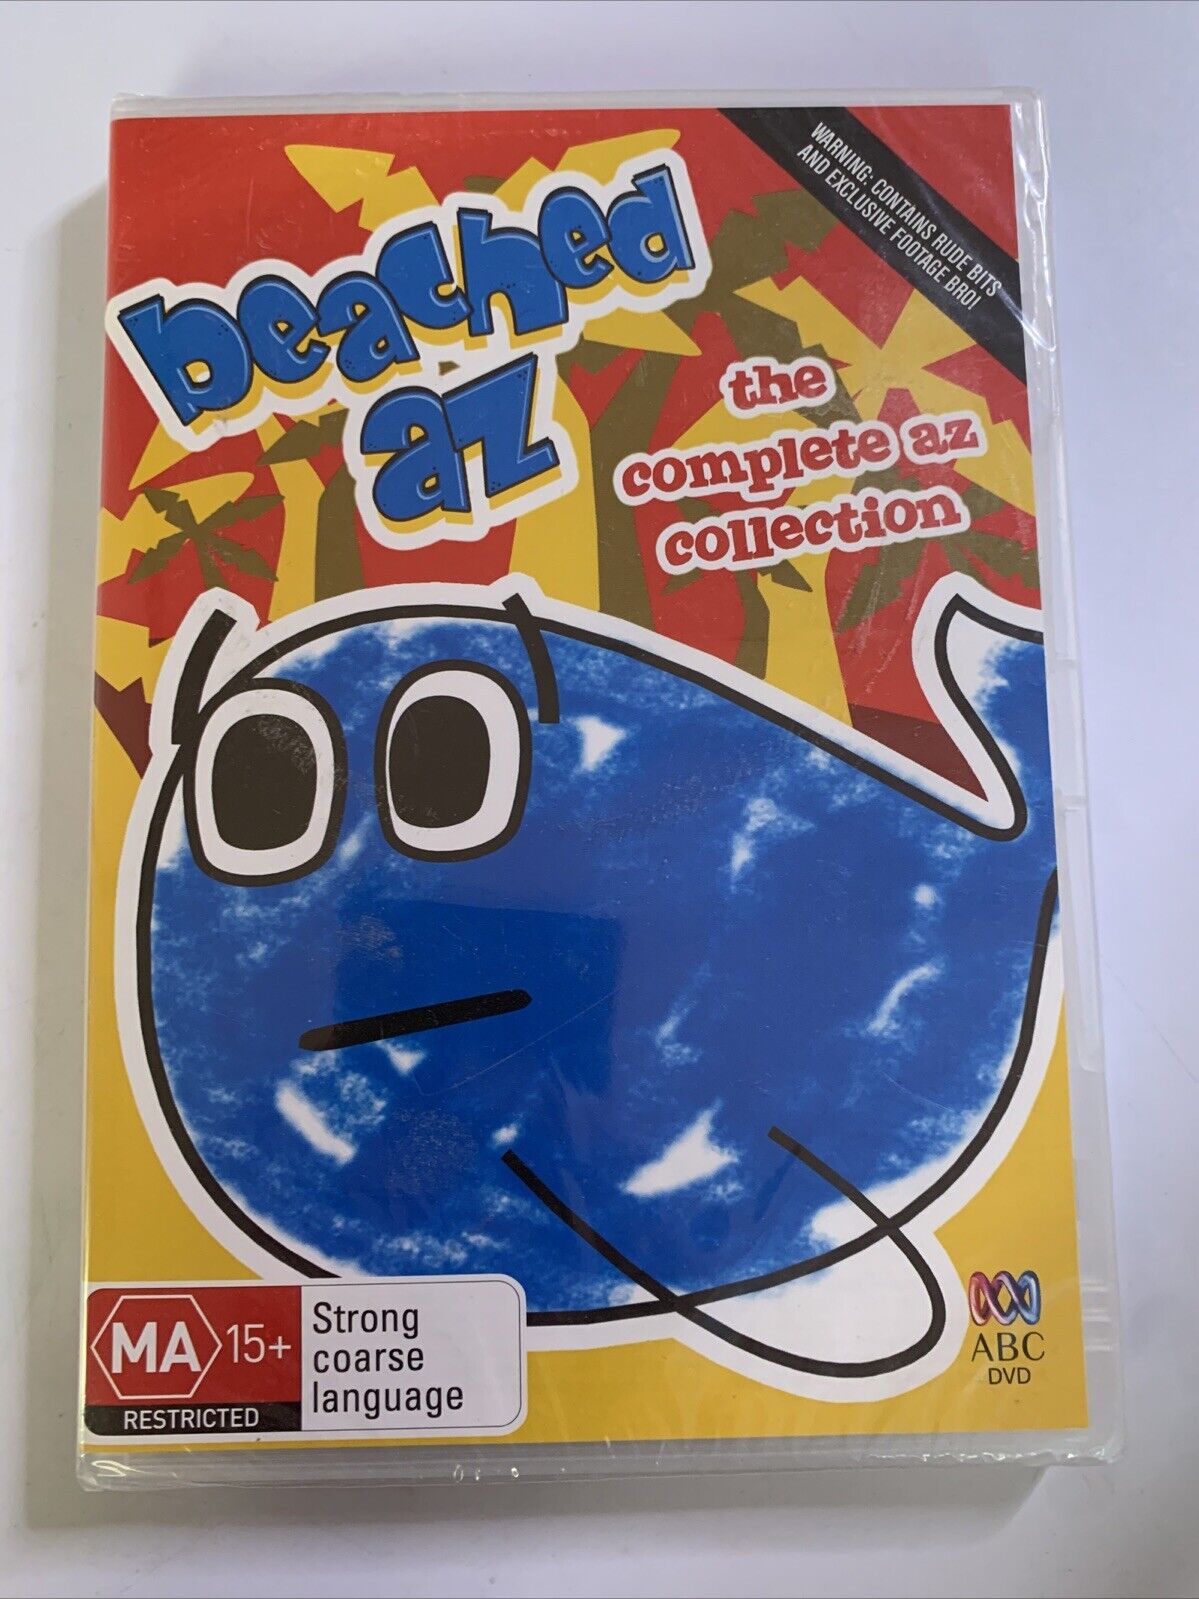 WARNING: CONTAINS RUDE BITS
AND EXCLUSIVE FOOTAGE BRO!
beached
az
the
complete az
collection
MA 15+
RESTRICTED
Strong
coarse
language
ABC
DVD